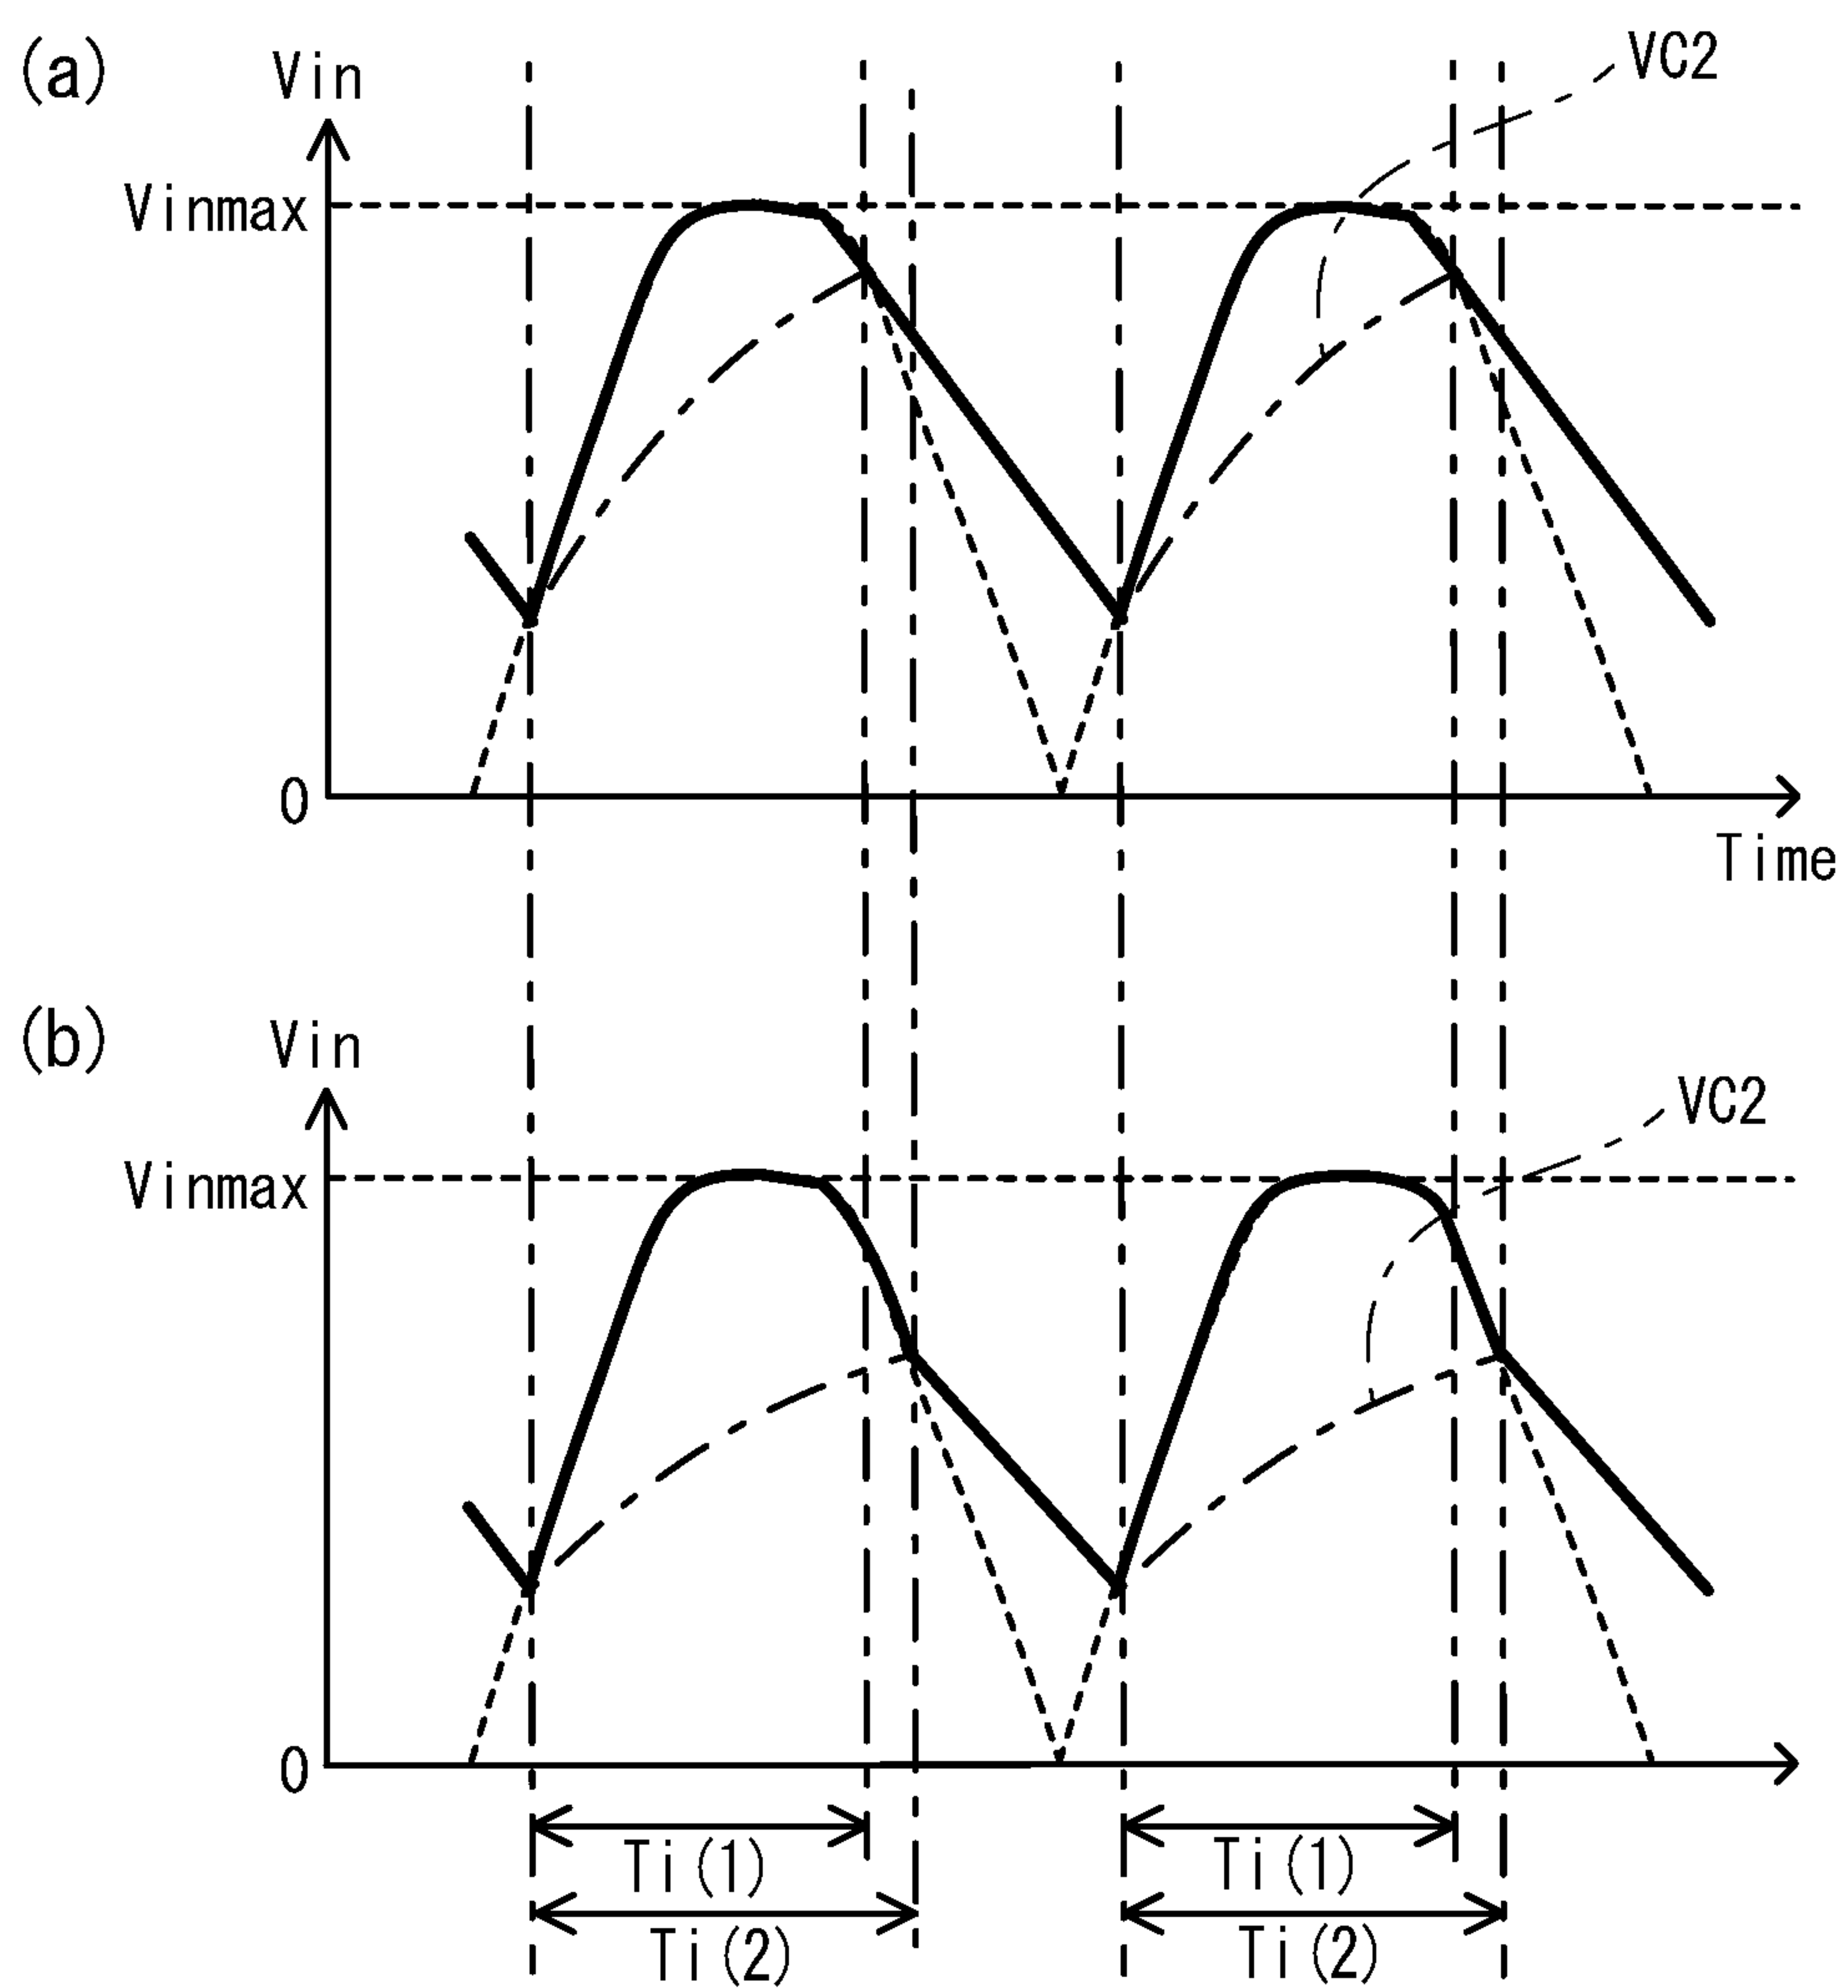 (a)
Vin
VC2
Vinmax
0
Time
(b)
Vin
VC2
Vinmax
0
Ti(1) Ti(1)
Ti(2) Ti(2)